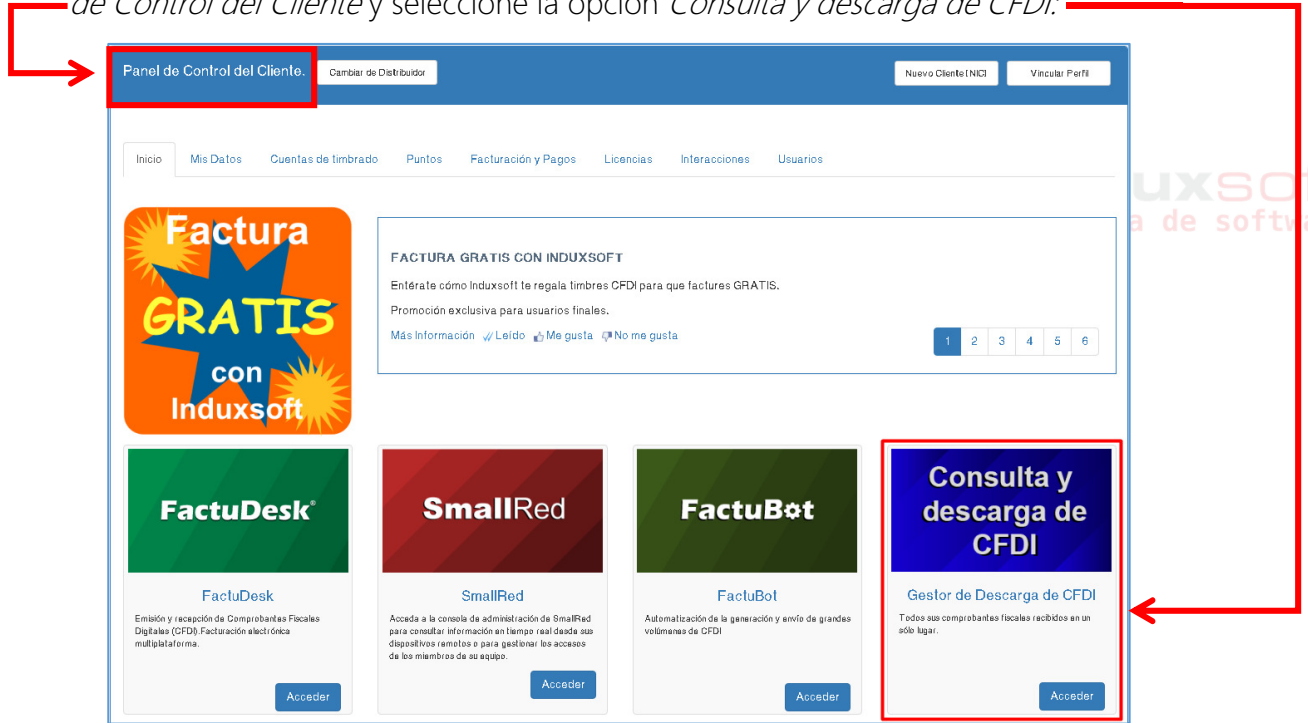 de Control del Cliente y seleccione la opción Consulta y descarga de CFDI:
Panel de Control del Cliente.
Cambiar de Distribuidor
Nuevo Cliente [NIC]
Vincular Perfil
Inicio
Mis Datos
Cuentas de timbrado
Puntos
Facturación y Pagos
Licencias
Interacciones
Usuarios
Factura
GRATIS
con
Induxsoft
FACTURA GRATIS CON INDUXSOFT
Entérate cómo Induxsoft te regala timbres CFDI para que factures GRATIS.
Promoción exclusiva para usuarios finales.
Más Información Leído Me gusta No me gusta
1 2 3 4 5 6
uxsof
a de softwa
FactuDesk®
FactuDesk
Emisión y recepción de Comprobantes Fiscales
Digitales (CFDI).Facturación electrónica
multiplataforma.
Acceder
SmallRed
SmallRed
Acceda a la consola de administración de SmallRed
para consultar información en tiempo real desde sus
dispositivos remotos o para gestionar los accesos
de los miembros de su equipo.
Acceder
FactuBot
FactuBot
Automatización de la generación y envío de grandes
volúmenes de CFDI
Acceder
Consulta y
descarga de
CFDI
Gestor de Descarga de CFDI
Todos sus comprobantes fiscales recibidos en un
sólo lugar.
Acceder